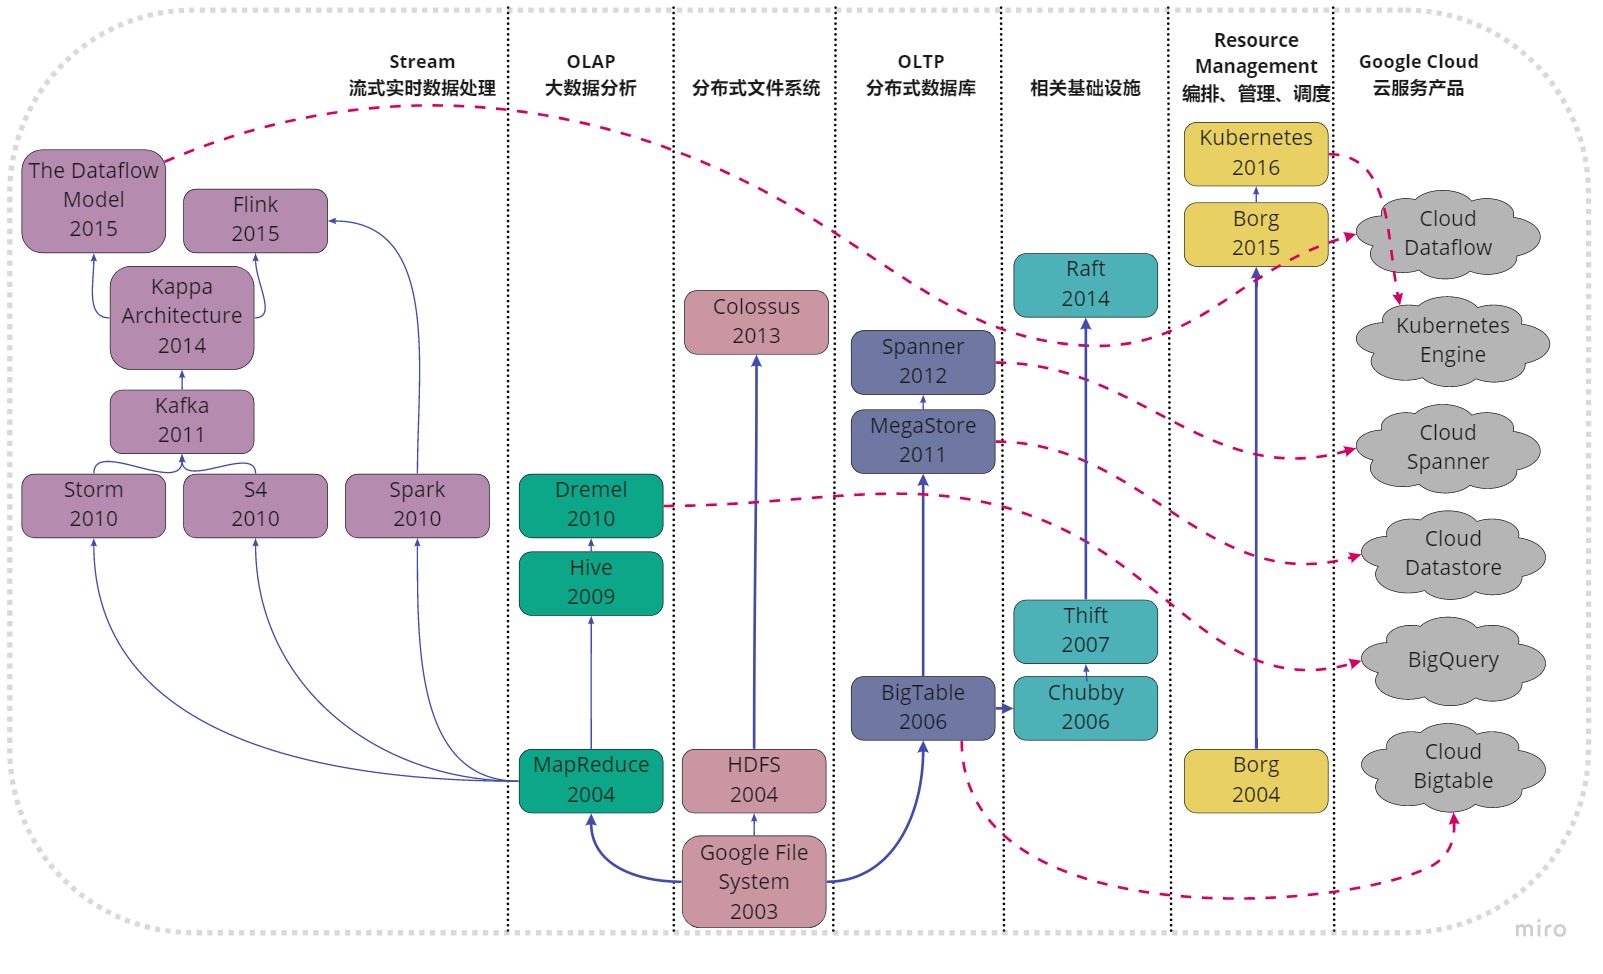 Stream
流式实时数据处理
OLAP
大数据分析
分布式文件系统
OLTP
分布式数据库
相关基础设施
Resource
Management
编排、管理、调度
Google Cloud
云服务产品
The Dataflow
Model
2015
Flink
2015
Kappa
Architecture
2014
Kafka
2011
Storm
2010
S4
2010
Spark
2010
Dremel
2010
Hive
2009
MapReduce
2004
Colossus
2013
HDFS
2004
Google File
System
2003
Spanner
2012
MegaStore
2011
BigTable
2006
Raft
2014
Thift
2007
Chubby
2006
Kubernetes
2016
Borg
2015
Borg
2004
Cloud
Dataflow
Kubernetes
Engine
Cloud
Spanner
Cloud
Datastore
BigQuery
Cloud
Bigtable
miro